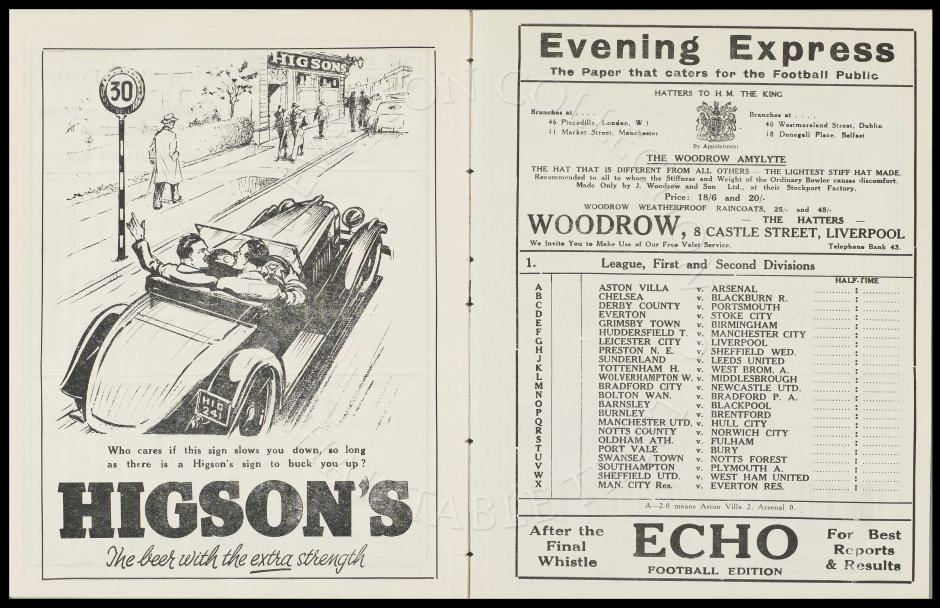 30
HIGSON'S
HIG
Who cares if this sign slows you down, so long
as there is a Higson's sign to buck you up?
HIGSON'S
The beer with the extra strength
Evening Express
The Paper that caters for the Football Public
HATTERS TO H. M. THE KING
Branches at . . . .
46 Piccadilly, London, W 1.
11 Market Street, Manchester
By Appointment
Branches at . . . .
40 Westmoreland Street, Dublin
18 Donegall Place, Belfast
THE WOODROW AMYLYTE
THE HAT THAT IS DIFFERENT FROM ALL OTHERS — THE LIGHTEST STIFF HAT MADE.
Recommended to all to whom the Stiffness and Weight of the Ordinary Bowler causes discomfort.
Made Only by J. Woodrow and Son Ltd., at their Stockport Factory.
Price: 18/6 and 20/-
WOODROW WEATHERPROOF RAINCOATS, 25/- and 45/-
WOODROW, — THE HATTERS —
8 CASTLE STREET, LIVERPOOL
We Invite You to Make Use of Our Free Valet Service. Telephone Bank 43.
1. League, First and Second Divisions
HALF-TIME
A ASTON VILLA v. ARSENAL
B CHELSEA v. BLACKBURN R.
C DERBY COUNTY v. PORTSMOUTH
D EVERTON v. STOKE CITY
E GRIMSBY TOWN v. BIRMINGHAM
F HUDDERSFIELD T. v. MANCHESTER CITY
G LEICESTER CITY v. LIVERPOOL
H PRESTON N. E. v. SHEFFIELD WED.
J SUNDERLAND v. LEEDS UNITED
K TOTTENHAM H. v. WEST BROM. A.
L WOLVERHAMPTON W. v. MIDDLESBROUGH
M BRADFORD CITY v. NEWCASTLE UTD.
N BOLTON WAN. v. BRADFORD P. A.
O BARNSLEY v. BLACKPOOL
P BURNLEY v. BRENTFORD
Q MANCHESTER UTD. v. HULL CITY
R NOTTS COUNTY v. NORWICH CITY
S OLDHAM ATH. v. FULHAM
T PORT VALE v. BURY
U SWANSEA TOWN v. NOTTS FOREST
V SOUTHAMPTON v. PLYMOUTH A.
W SHEFFIELD UTD. v. WEST HAM UNITED
X MAN. CITY Res. v. EVERTON RES.
A—2-0 means Aston Villa 2, Arsenal 0.
After the
Final
Whistle
ECHO
FOOTBALL EDITION
For Best
Reports
& Results